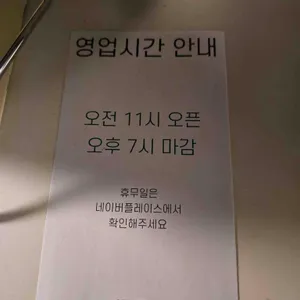 영업시간 안내
오전 11시 오픈
오후 7시 마감
휴무일은
네이버플레이스에서
확인해주세요